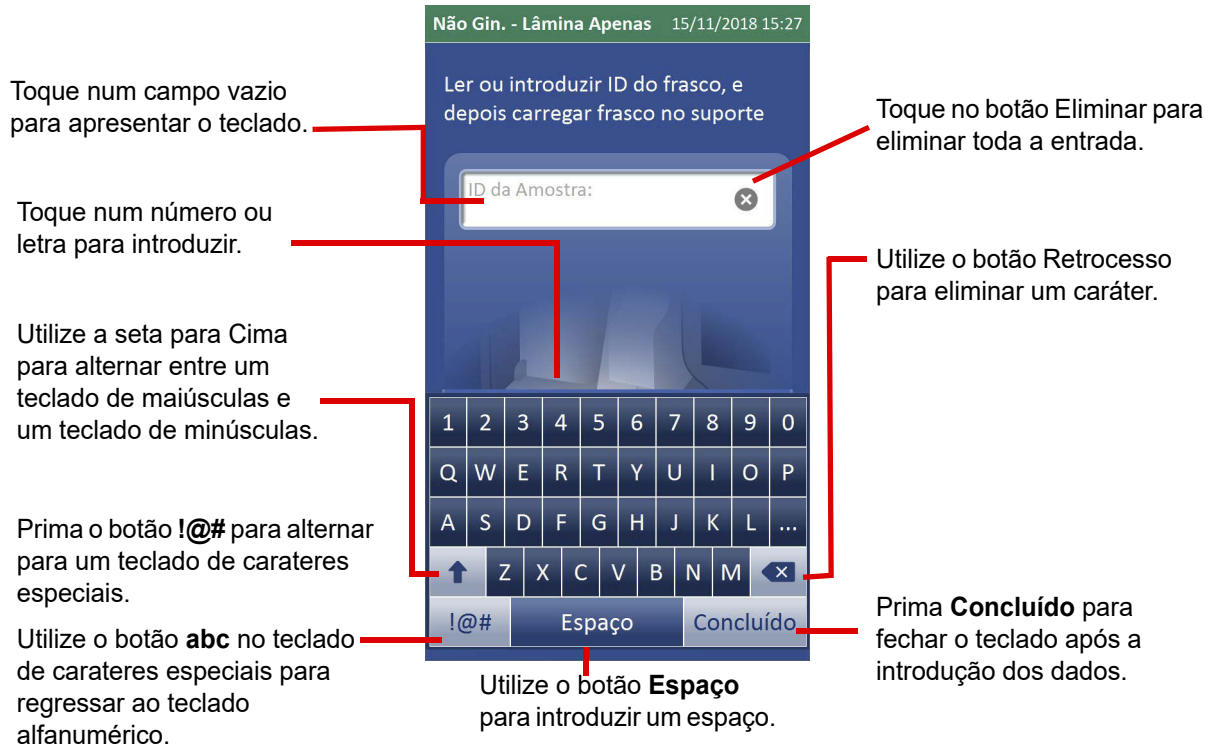 Não Gin. - Lâmina Apenas 15/11/2018 15:27
Ler ou introduzir ID do frasco, e
depois carregar frasco no suporte
ID da Amostra:
Toque num campo vazio
para apresentar o teclado.
Toque num número ou
letra para introduzir.
Utilize a seta para Cima
para alternar entre um
teclado de maiúsculas e
um teclado de minúsculas.
Prima o botão !@# para alternar
para um teclado de carateres
especiais.
Utilize o botão abc no teclado
de carateres especiais para
regressar ao teclado
alfanumérico.
1 2 3 4 5 6 7 8 9 0
Q W E R T Y U I O P
A S D F G H J K L ...
Z X C V B N M
!@# Espaço Concluído
Utilize o botão Espaço
para introduzir um espaço.
Toque no botão Eliminar para
eliminar toda a entrada.
Utilize o botão Retrocesso
para eliminar um caráter.
Prima Concluído para
fechar o teclado após a
introdução dos dados.